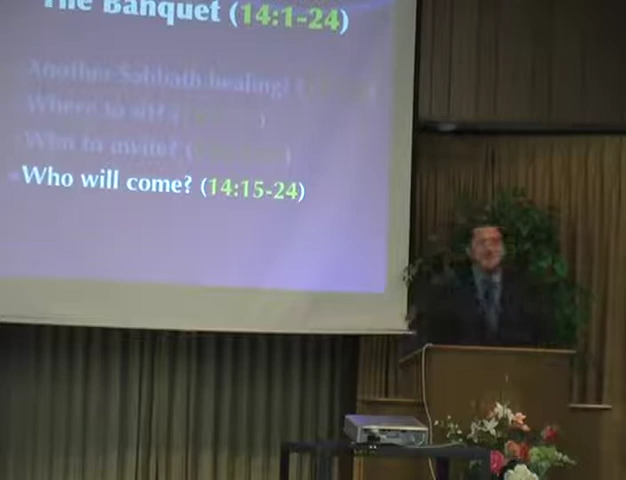 The Banquet (14:1-24)
Another Sabbath healing? (
Where to sit? (
Who to invite? (
Who will come? (14:15-24)